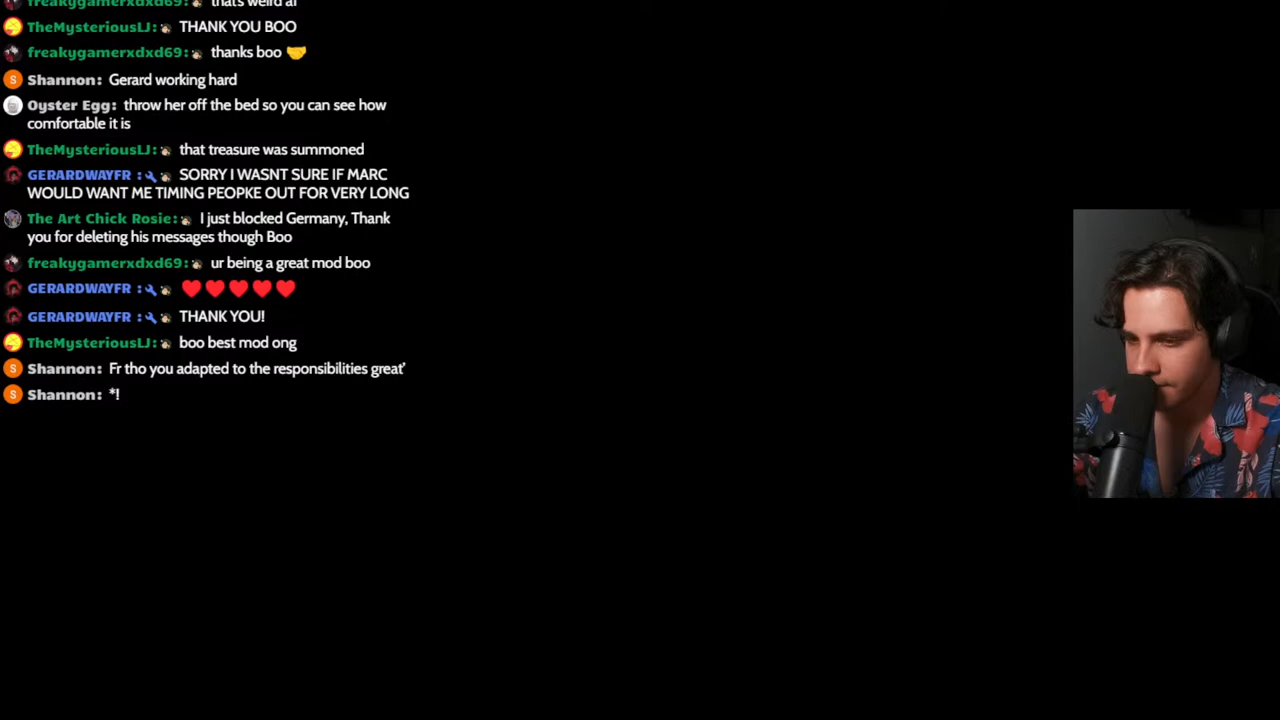 freakygamerxdxd69: that's weird af
TheMysteriousLJ: THANK YOU BOO
freakygamerxdxd69: thanks boo 🤝
S Shannon: Gerard working hard
Oyster Egg: throw her off the bed so you can see how
comfortable it is
TheMysteriousLJ: that treasure was summoned
GERARDWAYFR : SORRY I WASNT SURE IF MARC
WOULD WANT ME TIMING PEOPKE OUT FOR VERY LONG
The Art Chick Rosie: I just blocked Germany, Thank
you for deleting his messages though Boo
freakygamerxdxd69: ur being a great mod boo
GERARDWAYFR : ♥♥♥♥♥
GERARDWAYFR : THANK YOU!
TheMysteriousLJ: boo best mod ong
S Shannon: Fr tho you adapted to the responsibilities great'
S Shannon: *!